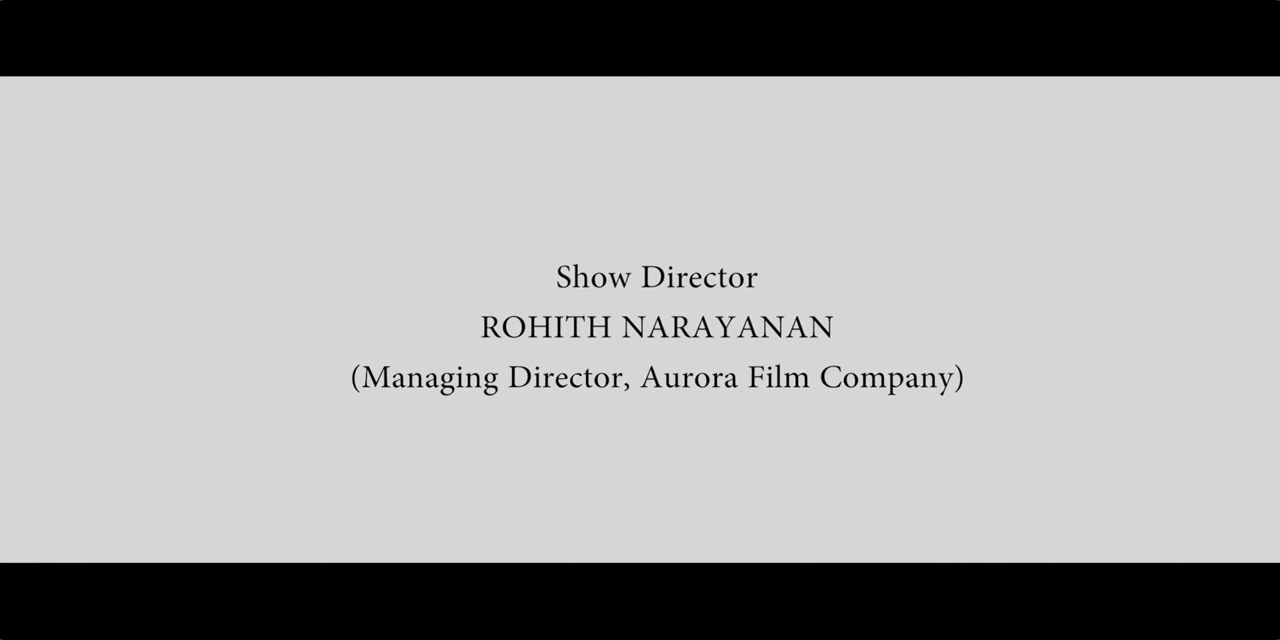 Show Director
ROHITH NARAYANAN
(Managing Director, Aurora Film Company)